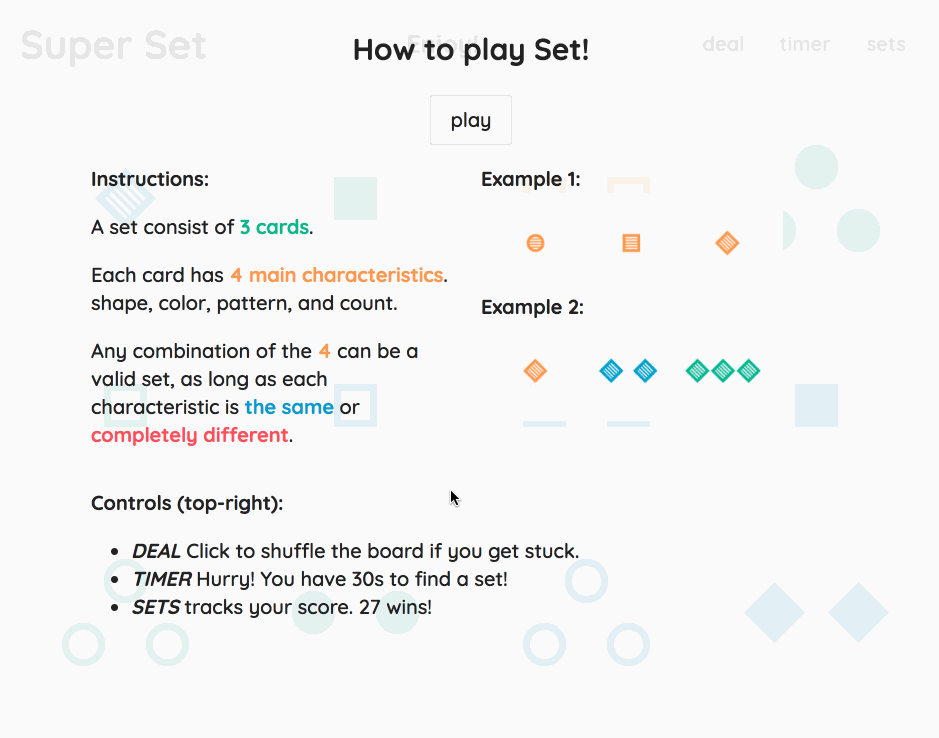 Super Set
Enjoy!
deal timer sets
How to play Set!
play
Instructions:
A set consist of 3 cards.
Each card has 4 main characteristics.
shape, color, pattern, and count.
Any combination of the 4 can be a
valid set, as long as each
characteristic is the same or
completely different.
Example 1:
Example 2:
Controls (top-right):
DEAL Click to shuffle the board if you get stuck.
TIMER Hurry! You have 30s to find a set!
SETS tracks your score. 27 wins!